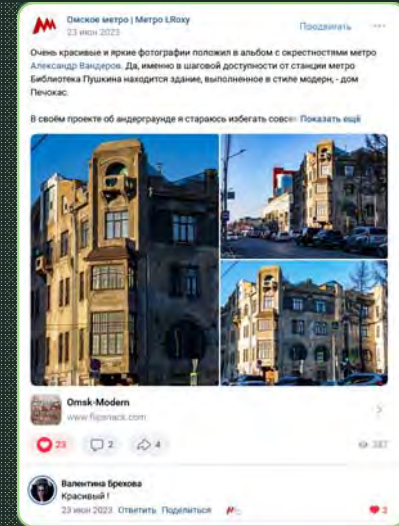 Омское метро | Метро LRoxy
23 июн 2023
Продвигать
Очень красивые и яркие фотографии положил в альбом с окрестностями метро
Александр Вандеров. Да, именно в шаговой доступности от станции метро
Библиотека Пушкина находится здание, выполненное в стиле модерн, - дом
Печокас.
В своём проекте об андерграунде я стараюсь избегать совсем Показать ещё
Omsk-Modern
www.flipsnack.com
23 2 4
387
Валентина Брехова
Красивый !
23 июн 2023 Ответить Поделиться
2